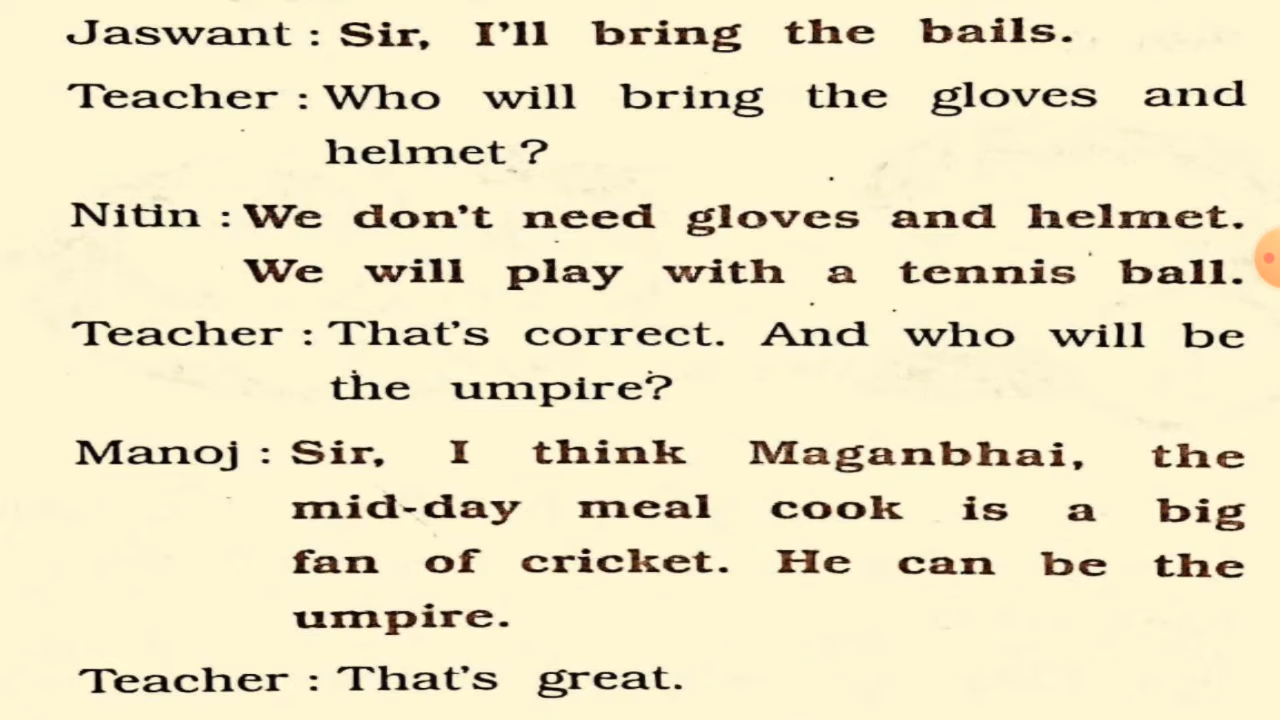 Jaswant : Sir, I'll bring the bails.
Teacher : Who will bring the gloves and
helmet ?
Nitin : We don't need gloves and helmet.
We will play with a tennis ball.
Teacher : That's correct. And who will be
the umpire?
Manoj : Sir, I think Maganbhai, the
mid-day meal cook is a big
fan of cricket. He can be the
umpire.
Teacher : That's great.